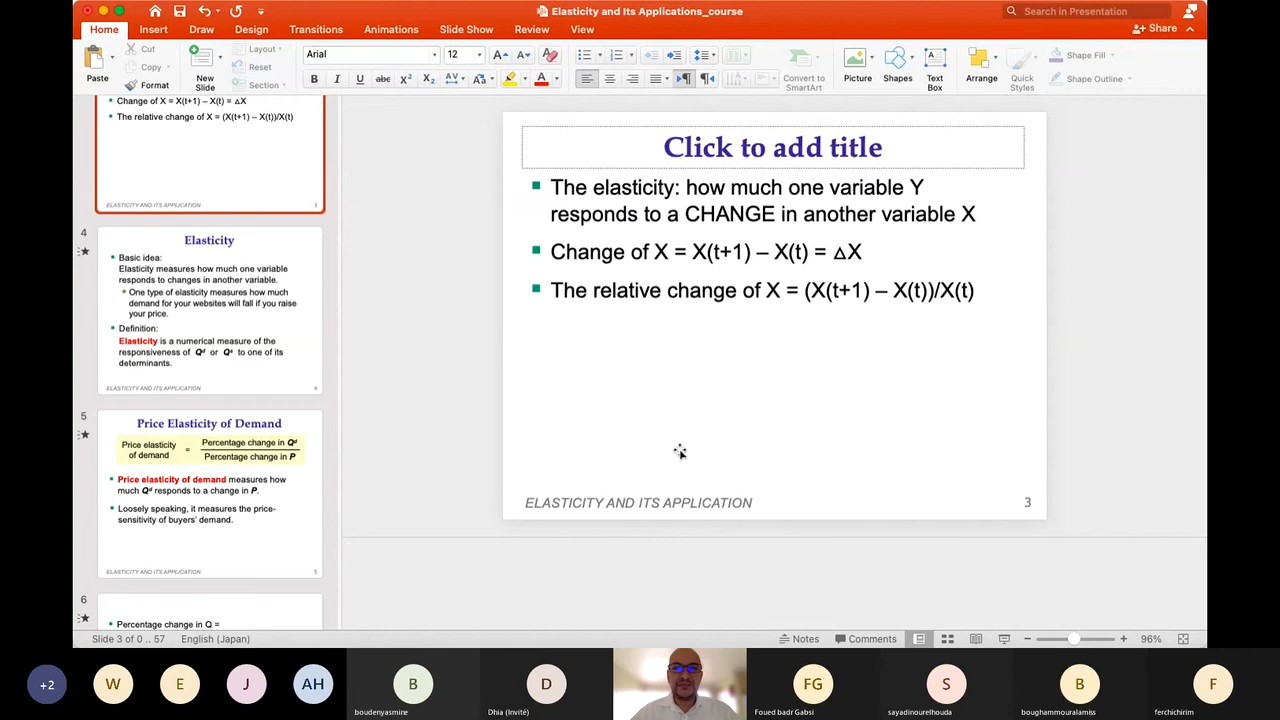 Elasticity and Its Applications_course
Search in Presentation
Home Insert Draw Design Transitions Animations Slide Show Review View
Share
Paste
Cut
Copy
Format
New Slide
Layout
Reset
Section
Arial
12
Convert to SmartArt
Picture
Shapes
Text Box
Arrange
Quick Styles
Shape Fill
Shape Outline
Change of X = X(t+1) – X(t) = △X
The relative change of X = (X(t+1) – X(t))/X(t)
ELASTICITY AND ITS APPLICATION 3
4
Elasticity
Basic idea:
Elasticity measures how much one variable
responds to changes in another variable.
One type of elasticity measures how much
demand for your websites will fall if you raise
your price.
Definition:
Elasticity is a numerical measure of the
responsiveness of Qᵈ or Qˢ to one of its
determinants.
ELASTICITY AND ITS APPLICATION 4
5
Price Elasticity of Demand
Price elasticity
of demand
=
Percentage change in Qᵈ
Percentage change in P
Price elasticity of demand measures how
much Qᵈ responds to a change in P.
Loosely speaking, it measures the price-
sensitivity of buyers' demand.
ELASTICITY AND ITS APPLICATION 5
6
Percentage change in Q =
Click to add title
The elasticity: how much one variable Y
responds to a CHANGE in another variable X
Change of X = X(t+1) – X(t) = △X
The relative change of X = (X(t+1) – X(t))/X(t)
ELASTICITY AND ITS APPLICATION 3
Slide 3 of 0 .. 57 English (Japan)
Notes Comments 96%
+2 W E J AH B D FG S B F
boudenyasmine
Dhia (Invité)
Foued badr Gabsi
sayadinourelhouda
boughammouralamiss
ferchichirim